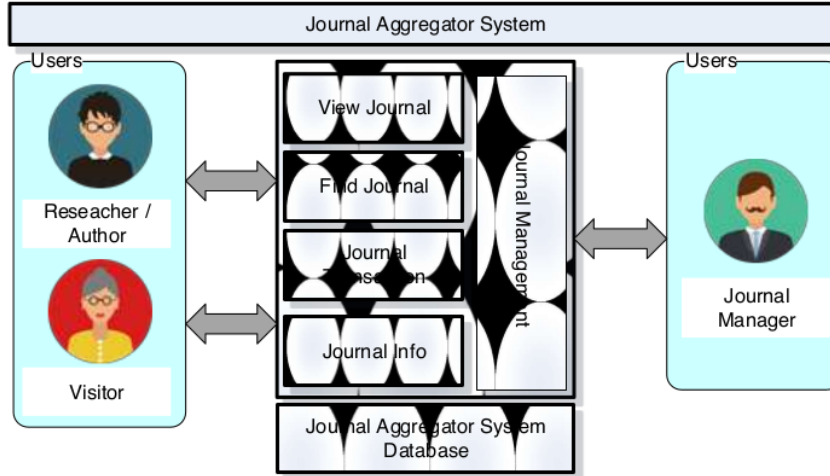 Journal Aggregator System
Users
Reseacher /
Author
Visitor
View Journal
Find Journal
Journal
Transaction
Journal Info
Journal Management
Journal Aggregator System
Database
Users
Journal
Manager